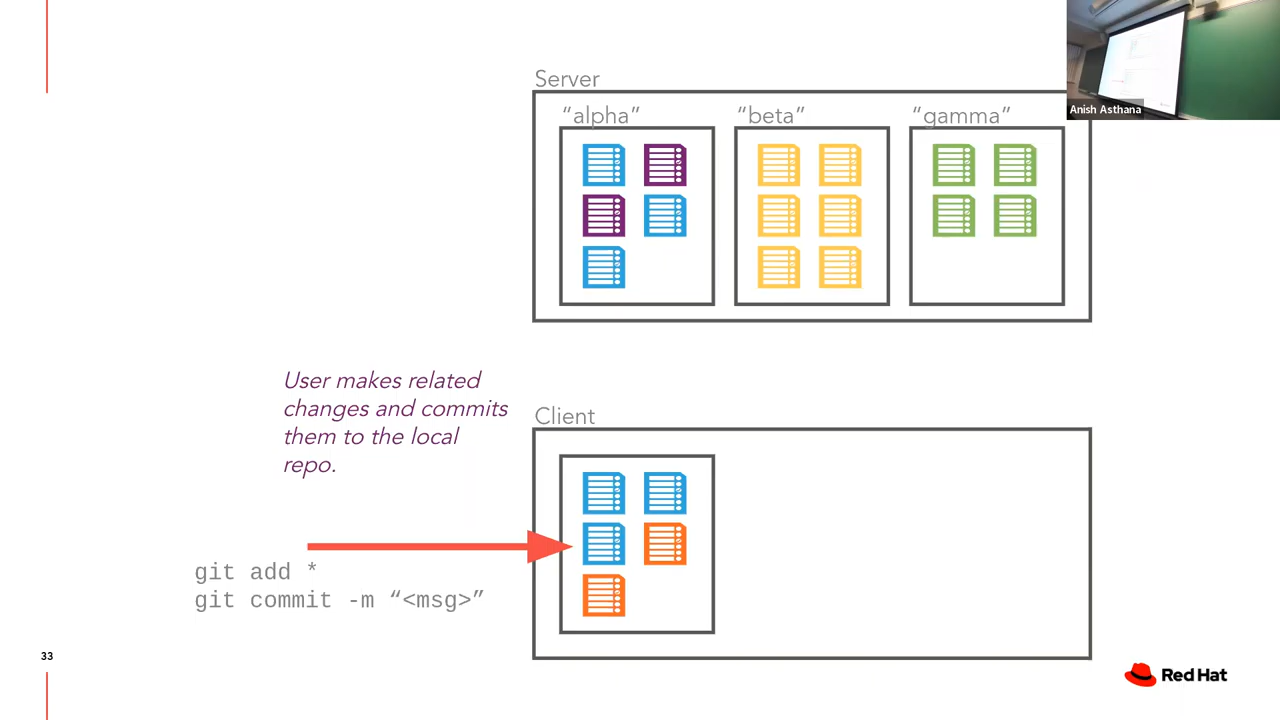 Server
“alpha”
“beta”
“gamma”
Anish Asthana
User makes related
changes and commits
them to the local
repo.
Client
git add *
git commit -m “<msg>”
33
Red Hat